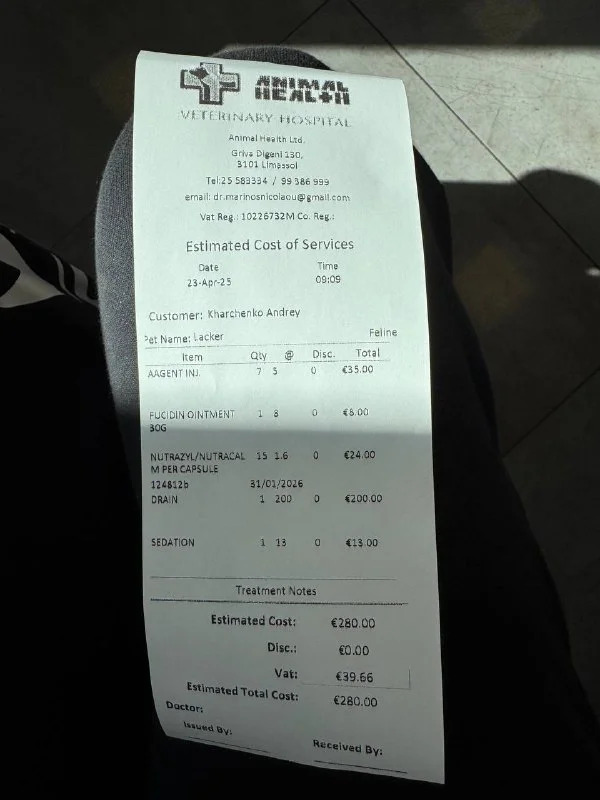 ANIMAL
HEALTH
VETERINARY HOSPITAL
Animal Health Ltd.
Griva Digeni 130,
3101 Limassol
Tel:25 583334 / 99 386 999
email: dr.marinosnicolaou@gmail.com
Vat Reg.: 10226732M Co. Reg.:
Estimated Cost of Services
Date Time
23-Apr-25 09:09
Customer: Kharchenko Andrey
Pet Name: Lacker Feline
Item Qty @ Disc. Total
AAGENT INJ. 7 5 0 €35.00
FUCIDIN OINTMENT 1 8 0 €8.00
30G
NUTRAZYL/NUTRACAL 15 1.6 0 €24.00
M PER CAPSULE
124812b 31/01/2026
DRAIN 1 200 0 €200.00
SEDATION 1 13 0 €13.00
Treatment Notes
Estimated Cost: €280.00
Disc.: €0.00
Vat: €39.66
Estimated Total Cost: €280.00
Doctor:
Issued By:
Received By: